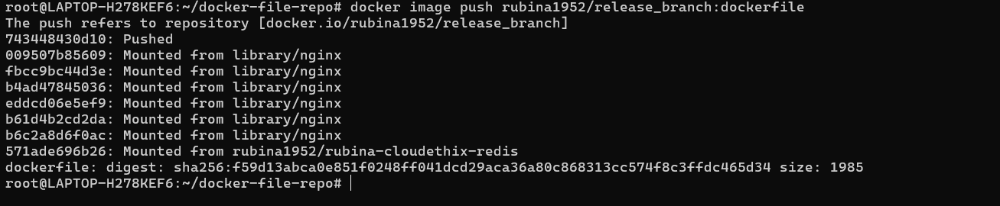 root@LAPTOP-H278KEF6:~/docker-file-repo# docker image push rubina1952/release_branch:dockerfile
The push refers to repository [docker.io/rubina1952/release_branch]
743448430d10: Pushed
009507b85609: Mounted from library/nginx
fbcc9bc44d3e: Mounted from library/nginx
b4ad47845036: Mounted from library/nginx
eddcd06e5ef9: Mounted from library/nginx
b61d4b2cd2da: Mounted from library/nginx
b6c2a8d6f0ac: Mounted from library/nginx
571ade696b26: Mounted from rubina1952/rubina-cloudethix-redis
dockerfile: digest: sha256:f59d13abca0e851f0248ff041dcd29aca36a80c868313cc574f8c3ffdc465d34 size: 1985
root@LAPTOP-H278KEF6:~/docker-file-repo#